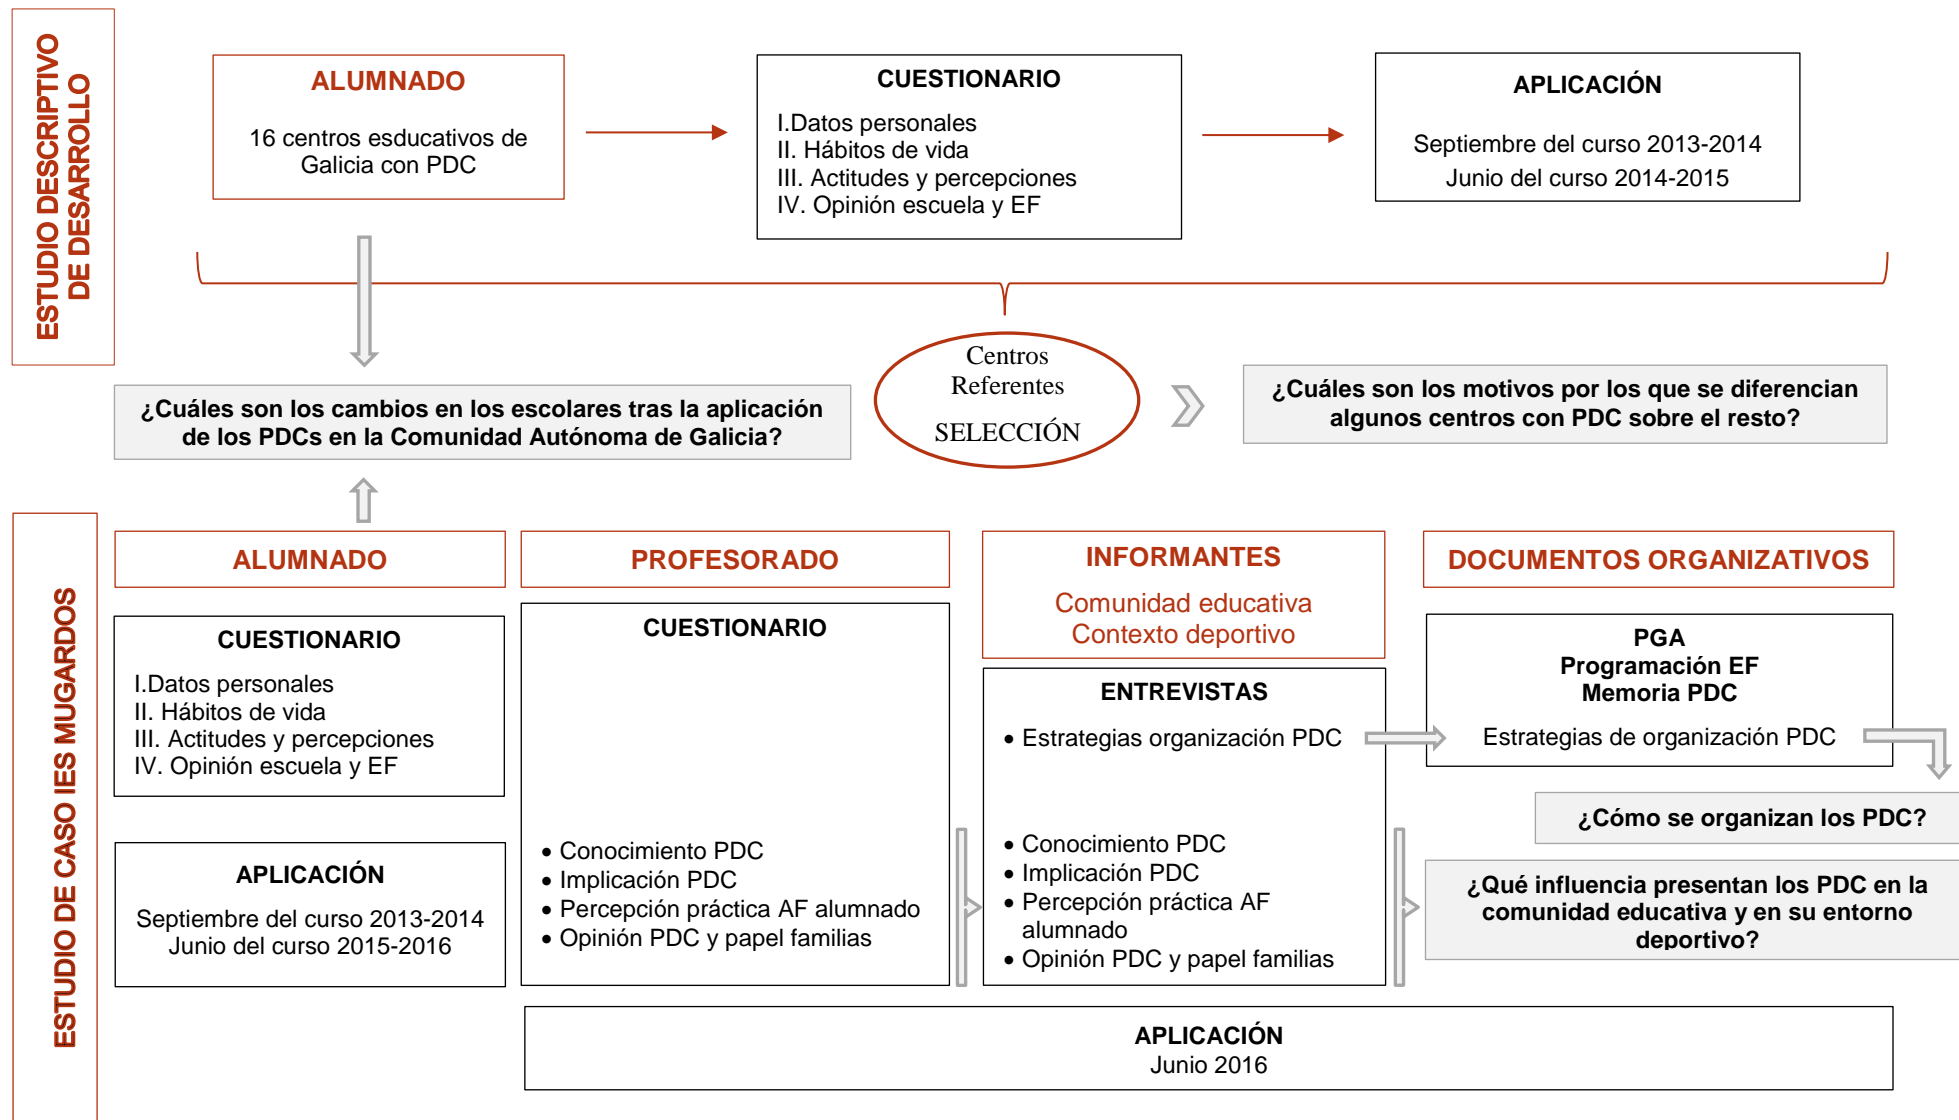 ESTUDIO DESCRIPTIVO
DE DESARROLLO
ALUMNADO
16 centros esducativos de
Galicia con PDC
CUESTIONARIO
I.Datos personales
II. Hábitos de vida
III. Actitudes y percepciones
IV. Opinión escuela y EF
APLICACIÓN
Septiembre del curso 2013-2014
Junio del curso 2014-2015
Centros
Referentes
SELECCIÓN
¿Cuáles son los cambios en los escolares tras la aplicación
de los PDCs en la Comunidad Autónoma de Galicia?
¿Cuáles son los motivos por los que se diferencian
algunos centros con PDC sobre el resto?
ESTUDIO DE CASO IES MUGARDOS
ALUMNADO
CUESTIONARIO
I.Datos personales
II. Hábitos de vida
III. Actitudes y percepciones
IV. Opinión escuela y EF
APLICACIÓN
Septiembre del curso 2013-2014
Junio del curso 2015-2016
PROFESORADO
CUESTIONARIO
• Conocimiento PDC
• Implicación PDC
• Percepción práctica AF alumnado
• Opinión PDC y papel familias
INFORMANTES
Comunidad educativa
Contexto deportivo
ENTREVISTAS
• Estrategias organización PDC
• Conocimiento PDC
• Implicación PDC
• Percepción práctica AF
alumnado
• Opinión PDC y papel familias
DOCUMENTOS ORGANIZATIVOS
PGA
Programación EF
Memoria PDC
Estrategias de organización PDC
¿Cómo se organizan los PDC?
¿Qué influencia presentan los PDC en la
comunidad educativa y en su entorno
deportivo?
APLICACIÓN
Junio 2016